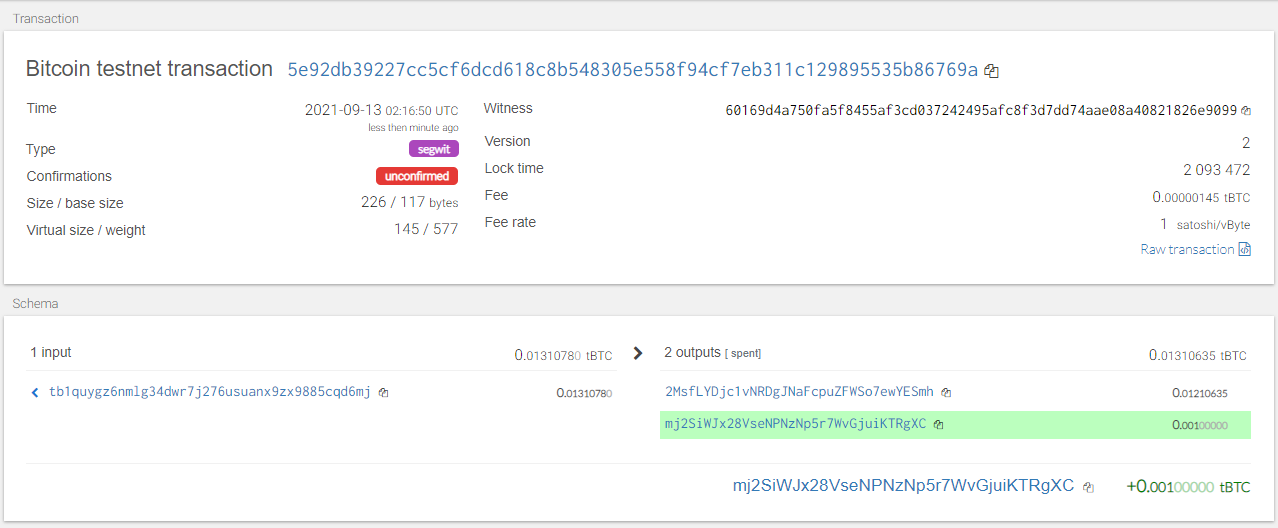 Transaction
Bitcoin testnet transaction 5e92db39227cc5cf6dcd618c8b548305e558f94cf7eb311c129895535b86769a
Time 2021-09-13 02:16:50 UTC
less then minute ago
Type segwit
Confirmations unconfirmed
Size / base size 226 / 117 bytes
Virtual size / weight 145 / 577
Witness 60169d4a750fa5f8455af3cd037242495afc8f3d7dd74aae08a40821826e9099
Version 2
Lock time 2 093 472
Fee 0.00000145 tBTC
Fee rate 1 satoshi/vByte
Raw transaction
Schema
1 input 0.01310780 tBTC
2 outputs [ spent] 0.01310635 tBTC
tb1quygz6nmlg34dwr7j276usuanx9zx9885cqd6mj 0.01310780
2MsfLYDjc1vNRDgJNaFcpuZFWSo7ewYESmh 0.01210635
mj2SiWJx28VseNPNzNp5r7WvGjuiKTRgXC 0.00100000
mj2SiWJx28VseNPNzNp5r7WvGjuiKTRgXC +0.00100000 tBTC